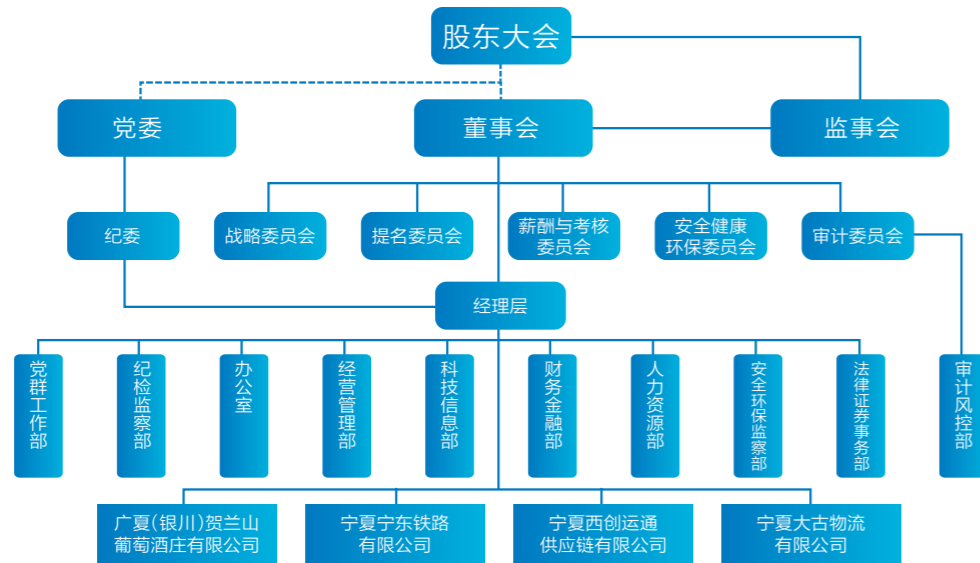 股东大会
党委
董事会
监事会
纪委
战略委员会
提名委员会
薪酬与考核
委员会
安全健康
环保委员会
审计委员会
经理层
党群工作部
纪检监察部
办公室
经营管理部
科技信息部
财务金融部
人力资源部
安全环保监察部
法律证券事务部
审计风控部
广夏(银川)贺兰山
葡萄酒庄有限公司
宁夏宁东铁路
有限公司
宁夏西创运通
供应链有限公司
宁夏大古物流
有限公司